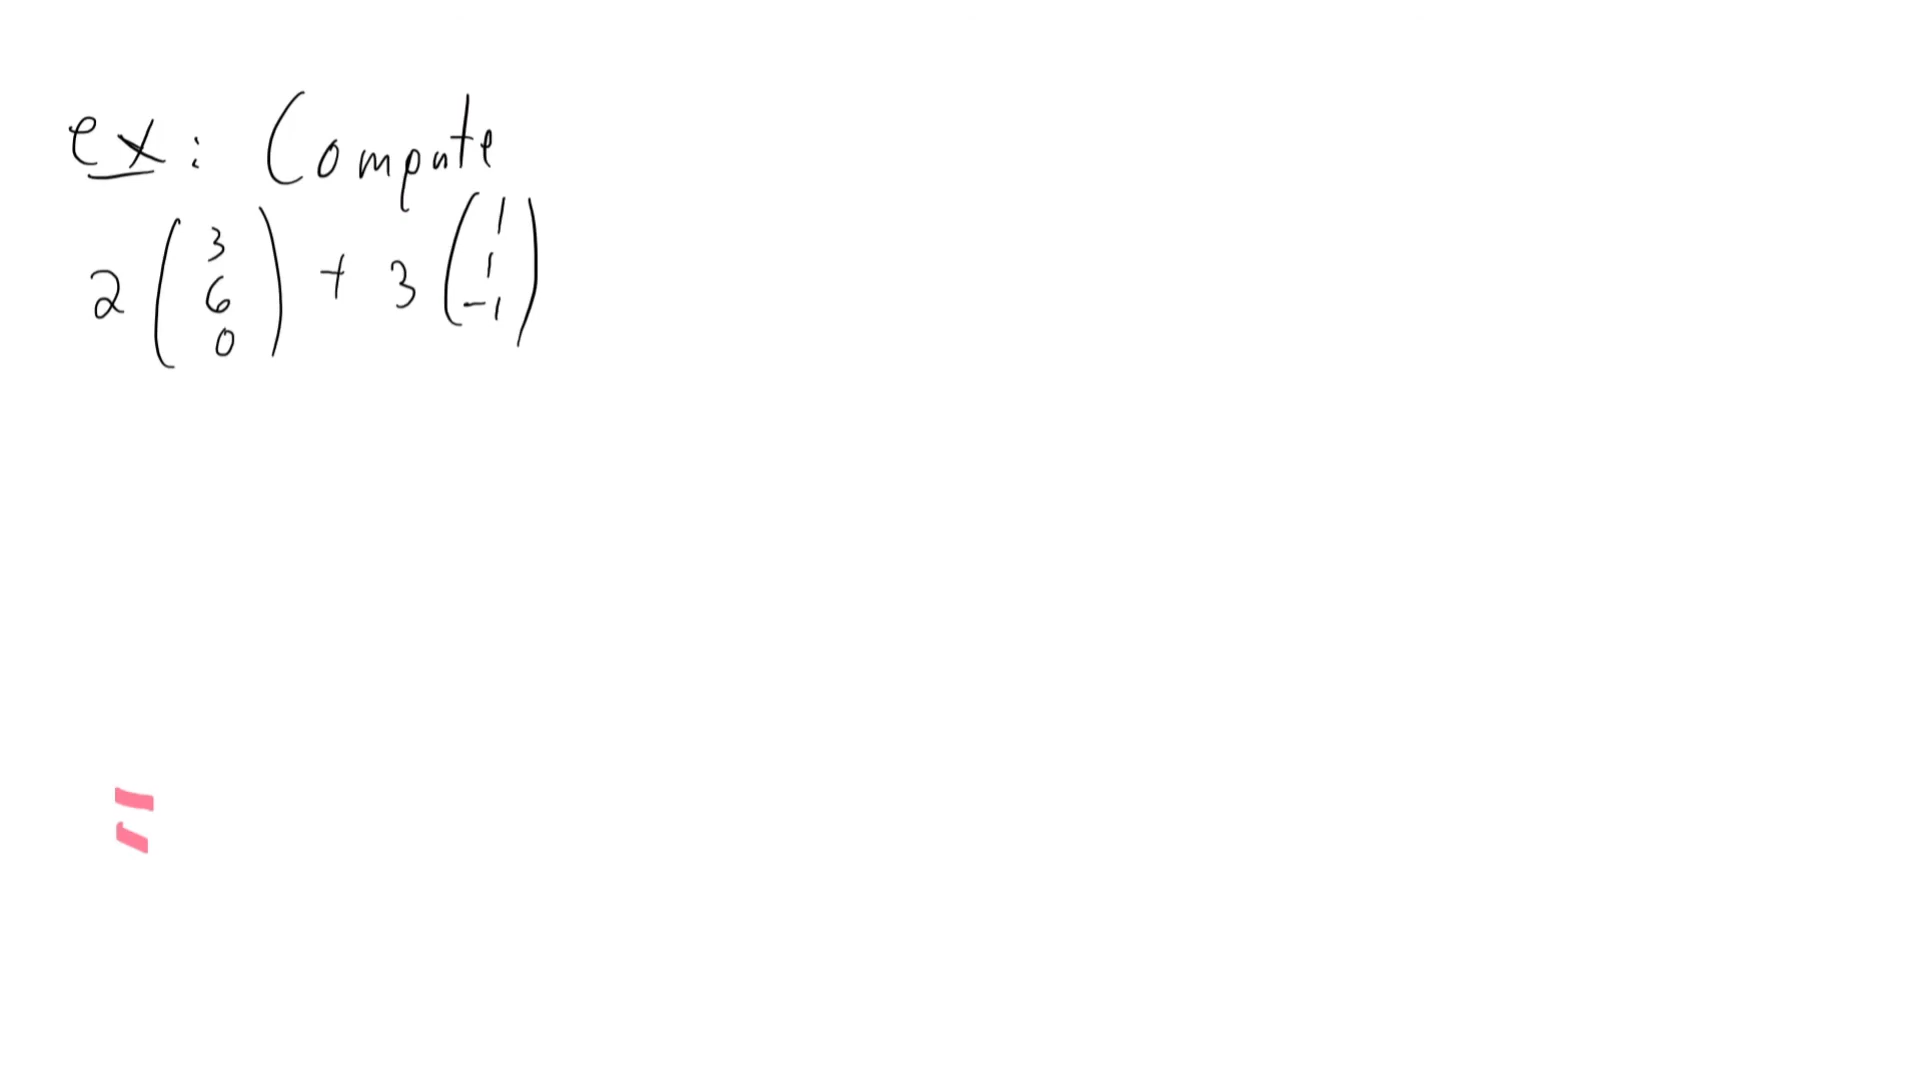 ex: Compute
2 ( 3 6 0 ) + 3 ( 1 1 -1 )
=